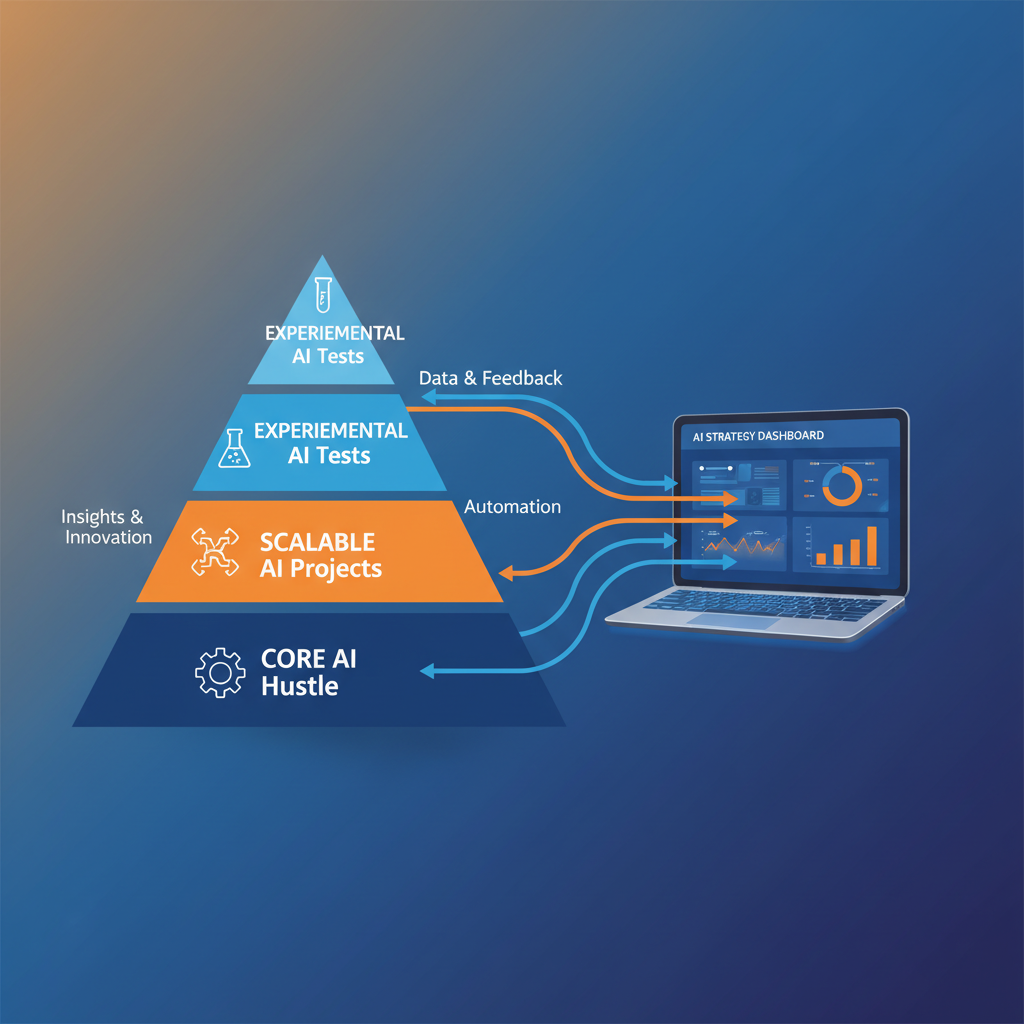 EXPERIEMENTAL
AI Tests
Data & Feedback
EXPERIEMENTAL
AI Tests
Insights &
Innovation
Automation
SCALABLE
AI Projects
CORE AI
Hustle
AI STRATEGY DASHBOARD